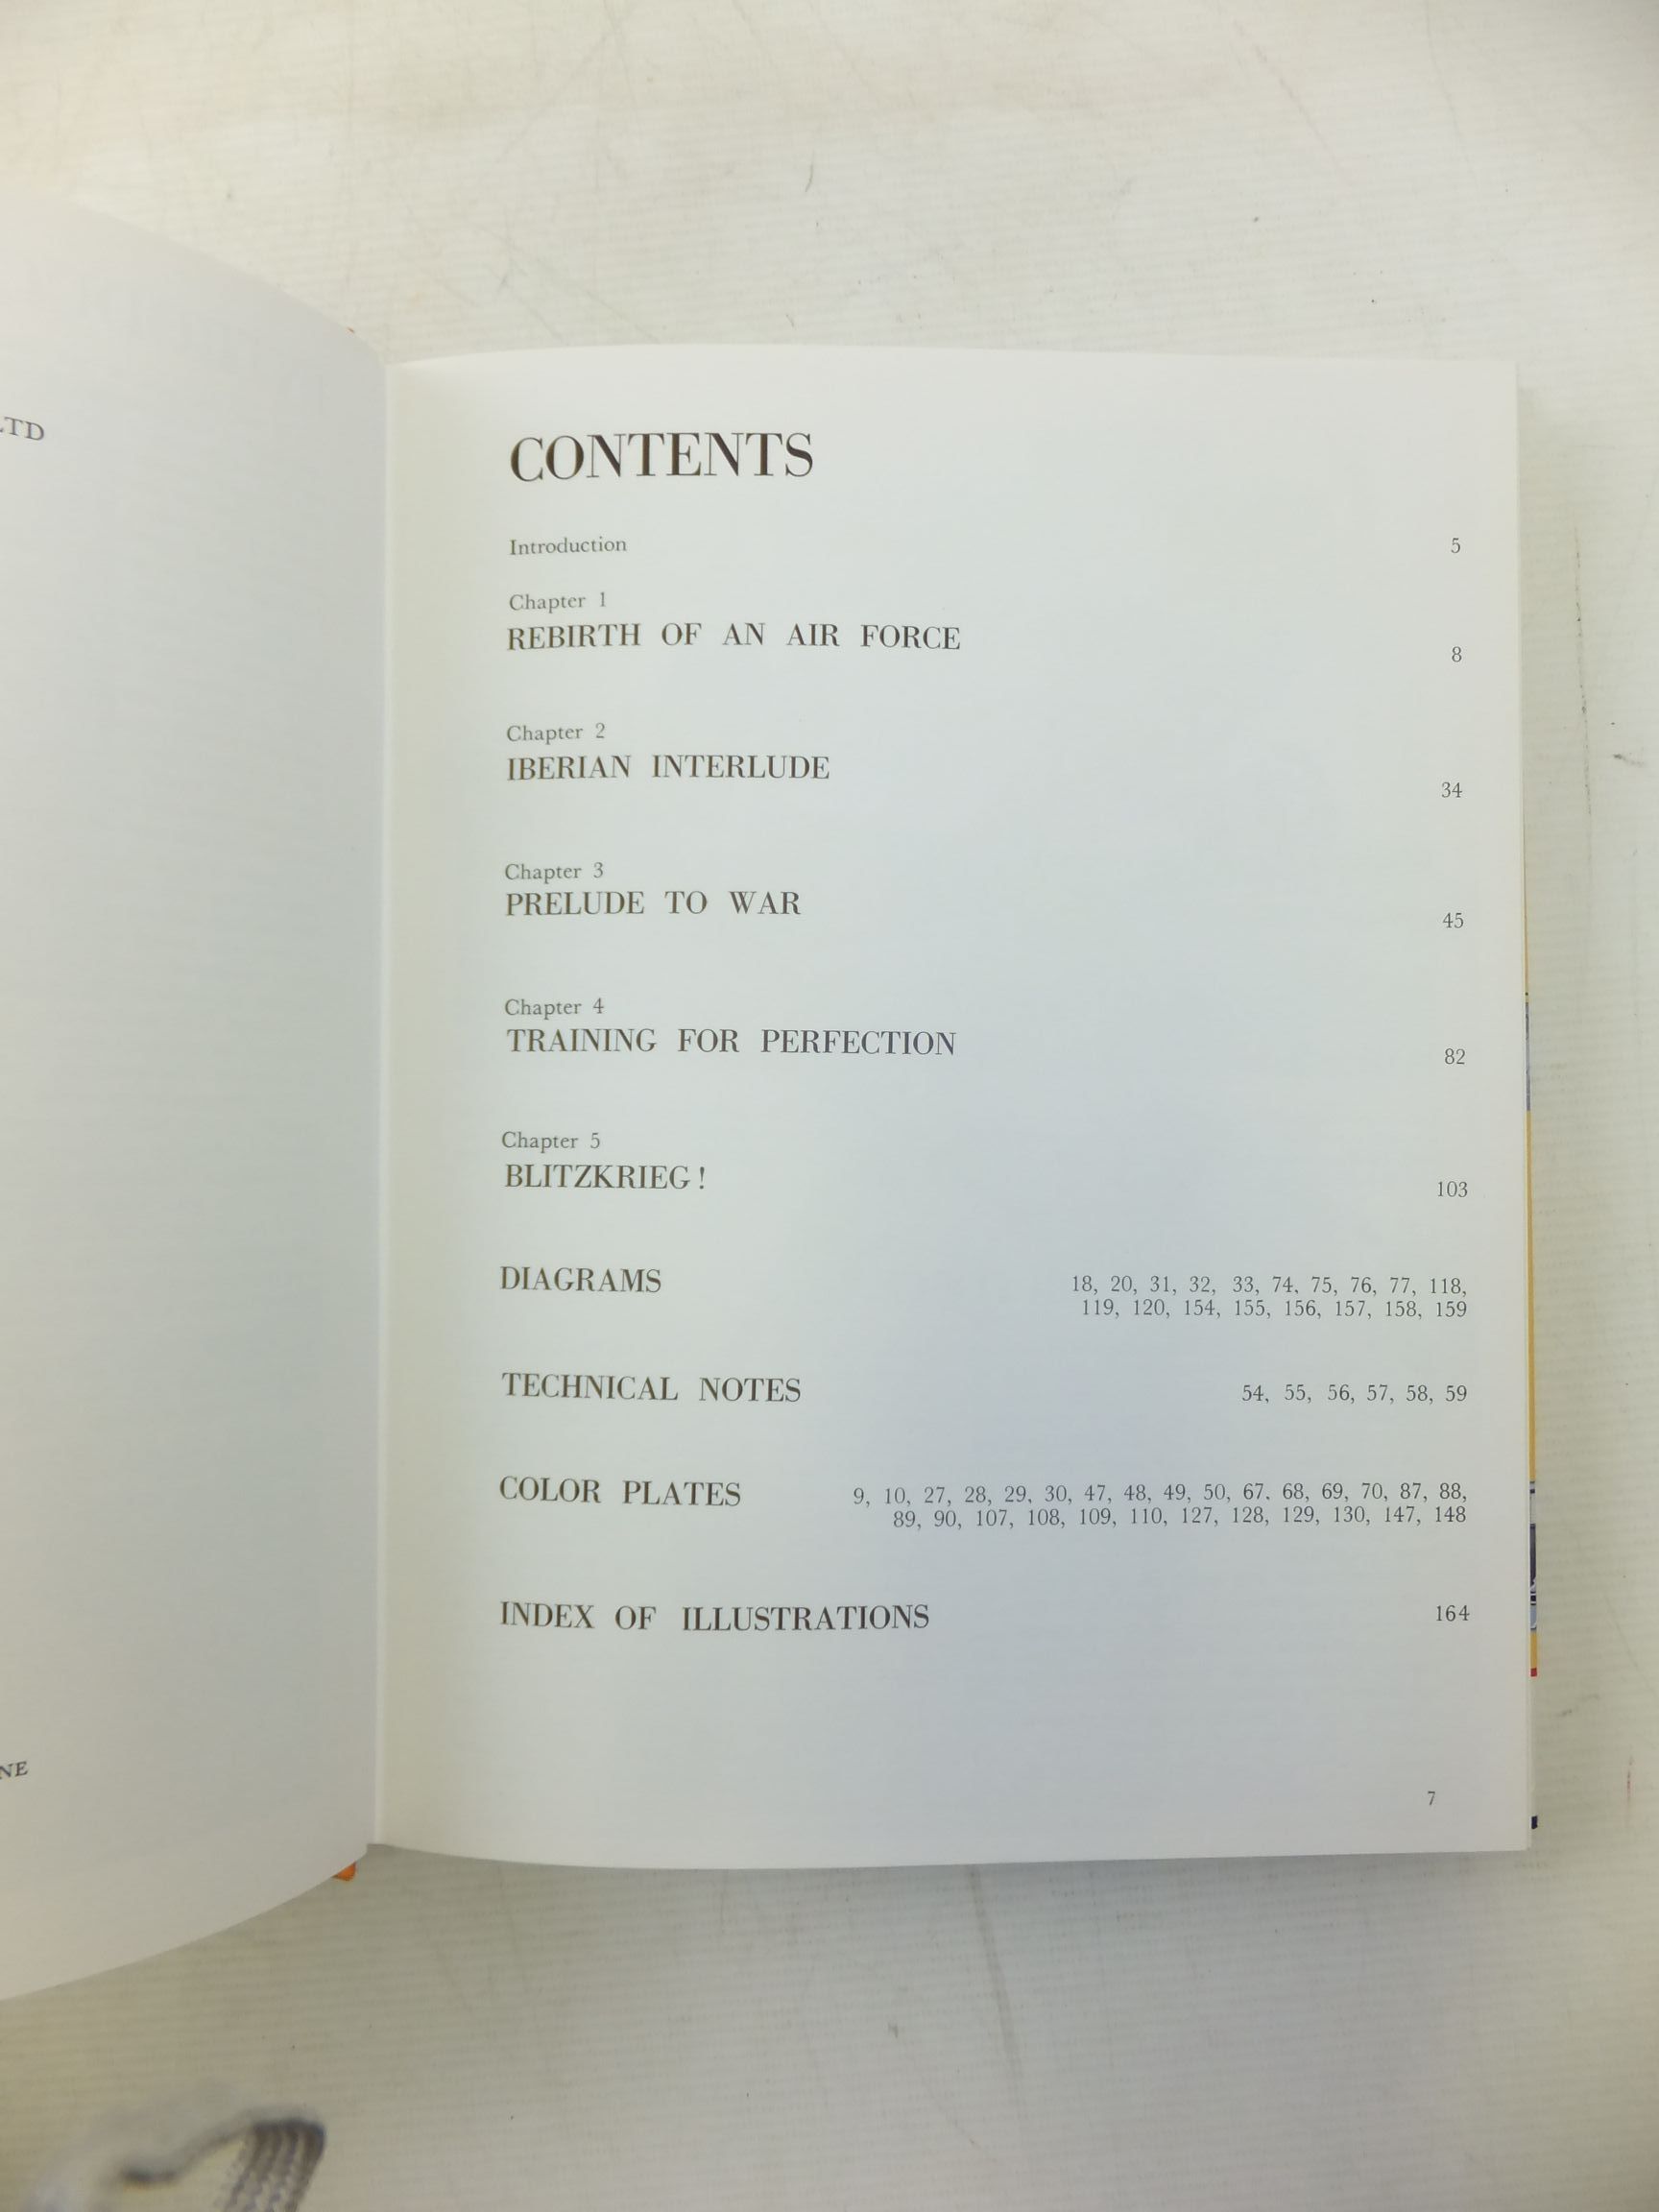 LTD
NE
CONTENTS
Introduction 5
Chapter 1
REBIRTH OF AN AIR FORCE 8
Chapter 2
IBERIAN INTERLUDE 34
Chapter 3
PRELUDE TO WAR 45
Chapter 4
TRAINING FOR PERFECTION 82
Chapter 5
BLITZKRIEG! 103
DIAGRAMS 18, 20, 31, 32, 33, 74, 75, 76, 77, 118,
119, 120, 154, 155, 156, 157, 158, 159
TECHNICAL NOTES 54, 55, 56, 57, 58, 59
COLOR PLATES 9, 10, 27, 28, 29, 30, 47, 48, 49, 50, 67. 68, 69, 70, 87, 88,
89, 90, 107, 108, 109, 110, 127, 128, 129, 130, 147, 148
INDEX OF ILLUSTRATIONS 164
7